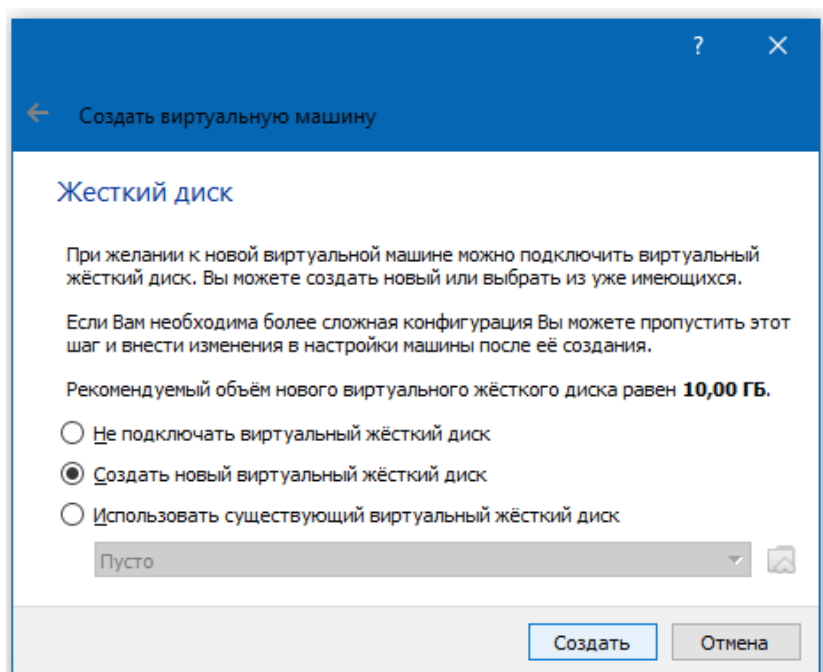 ?
Создать виртуальную машину
Жесткий диск
При желании к новой виртуальной машине можно подключить виртуальный
жёсткий диск. Вы можете создать новый или выбрать из уже имеющихся.
Если Вам необходима более сложная конфигурация Вы можете пропустить этот
шаг и внести изменения в настройки машины после её создания.
Рекомендуемый объём нового виртуального жёсткого диска равен 10,00 ГБ.
Не подключать виртуальный жёсткий диск
Создать новый виртуальный жёсткий диск
Использовать существующий виртуальный жёсткий диск
Пусто
Создать Отмена